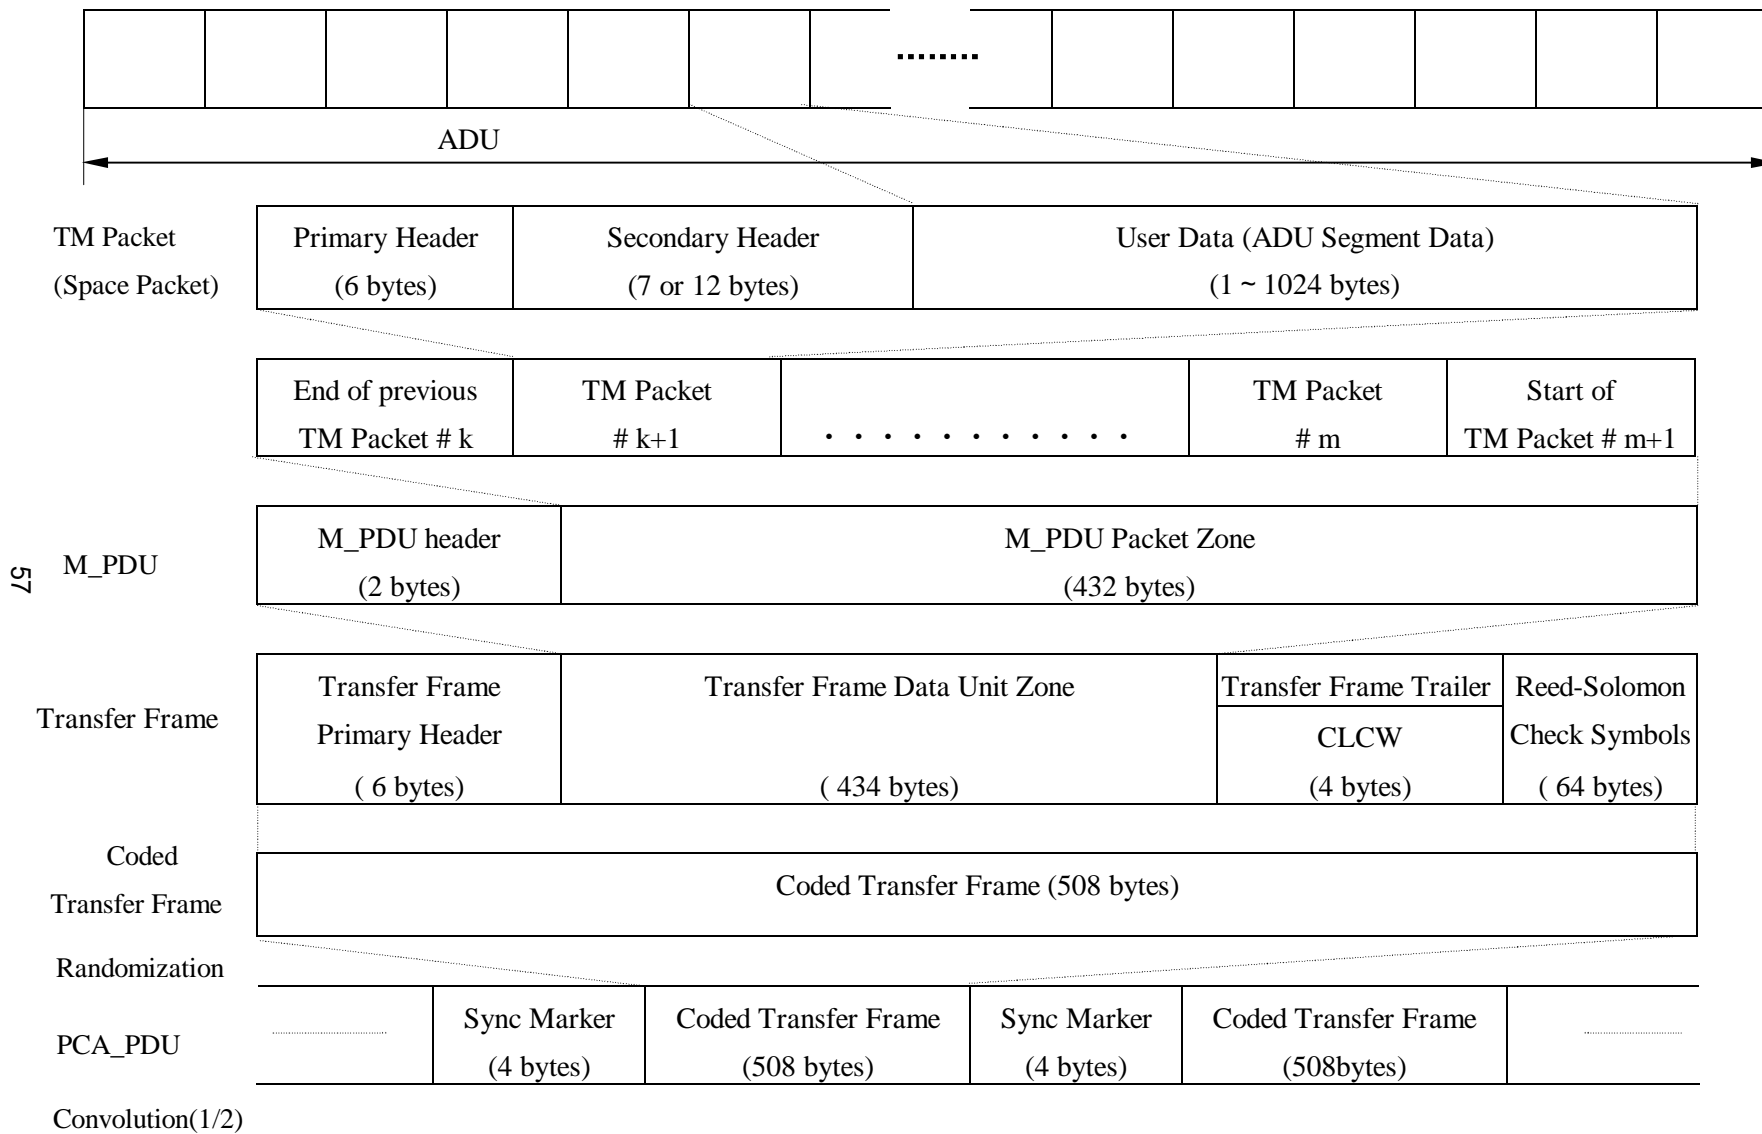 ADU
TM Packet
(Space Packet)
Primary Header
(6 bytes)
Secondary Header
(7 or 12 bytes)
User Data (ADU Segment Data)
(1 ~ 1024 bytes)
End of previous
TM Packet # k
TM Packet
# k+1
. . . . . . . . . . .
TM Packet
# m
Start of
TM Packet # m+1
57
M_PDU
M_PDU header
(2 bytes)
M_PDU Packet Zone
(432 bytes)
Transfer Frame
Transfer Frame
Primary Header
( 6 bytes)
Transfer Frame Data Unit Zone
( 434 bytes)
Transfer Frame Trailer
CLCW
(4 bytes)
Reed-Solomon
Check Symbols
( 64 bytes)
Coded
Transfer Frame
Coded Transfer Frame (508 bytes)
Randomization
PCA_PDU
Sync Marker
(4 bytes)
Coded Transfer Frame
(508 bytes)
Sync Marker
(4 bytes)
Coded Transfer Frame
(508bytes)
Convolution(1/2)